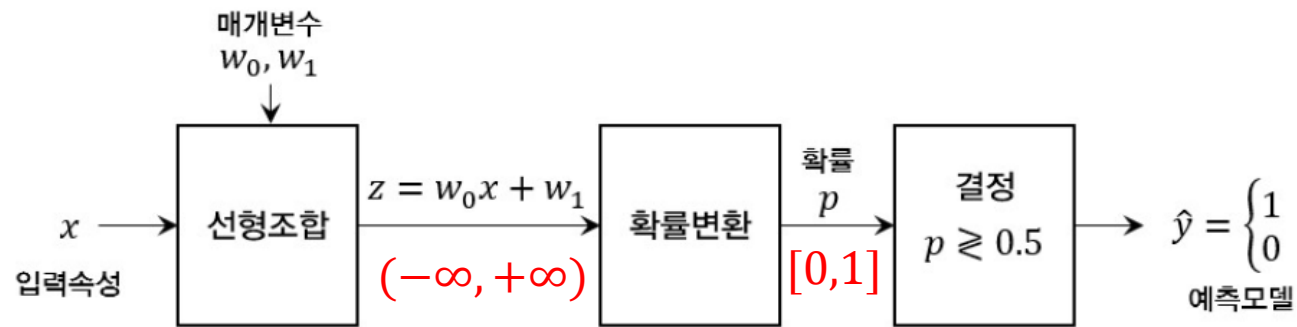 매개변수
w₀, w₁
x
입력속성
선형조합
z = w₀x + w₁
(−∞, +∞)
확률변환
확률
p
[0,1]
결정
p ≷ 0.5
ŷ = {1
0
예측모델